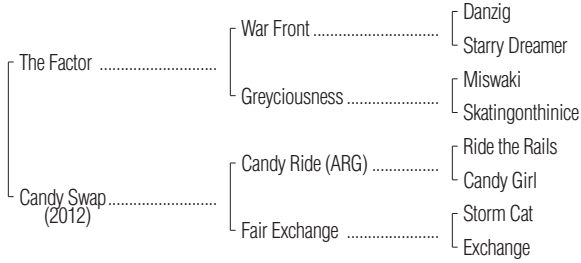 Danzig
War Front ........................
Starry Dreamer
The Factor ........................
Miswaki
Greyciousness ..................
Skatingonthinice
Ride the Rails
Candy Ride (ARG) .............
Candy Girl
Candy Swap ......................
(2012)
Storm Cat
Fair Exchange ..................
Exchange